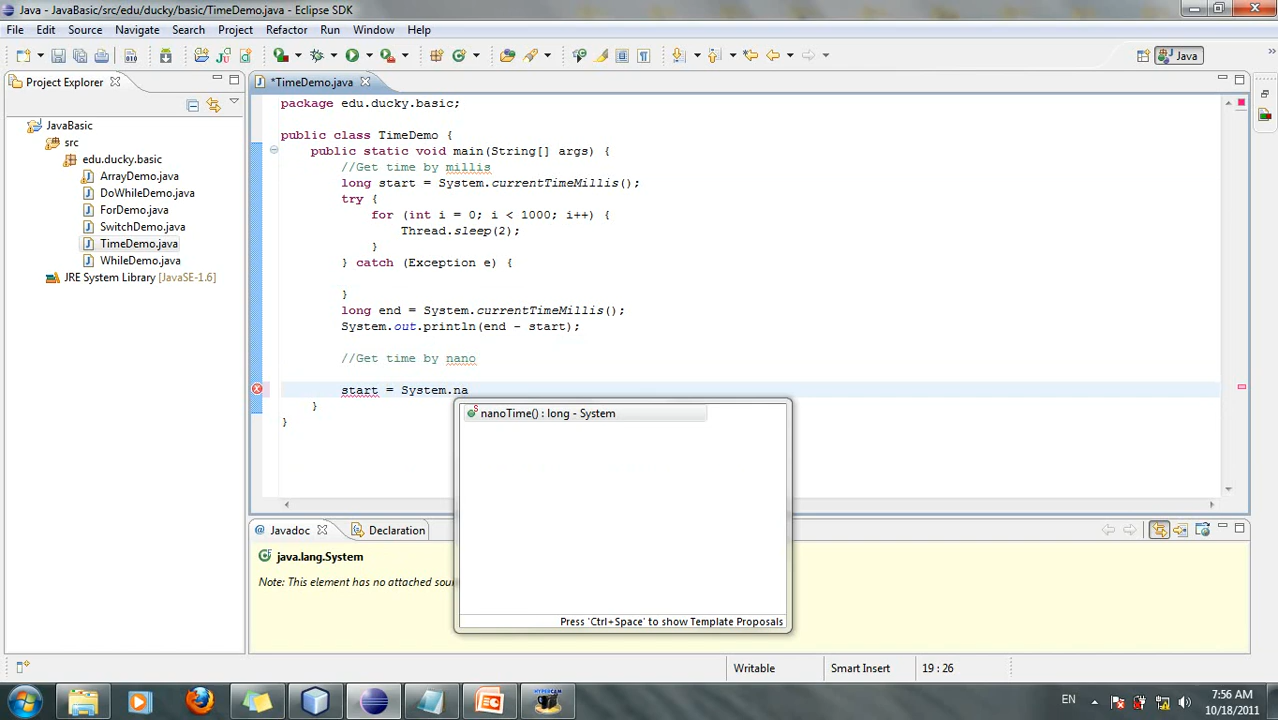 Java - JavaBasic/src/edu/ducky/basic/TimeDemo.java - Eclipse SDK
File Edit Source Navigate Search Project Refactor Run Window Help
Java
Project Explorer
*TimeDemo.java
JavaBasic
src
edu.ducky.basic
ArrayDemo.java
DoWhileDemo.java
ForDemo.java
SwitchDemo.java
TimeDemo.java
WhileDemo.java
JRE System Library [JavaSE-1.6]
package edu.ducky.basic;
public class TimeDemo {
public static void main(String[] args) {
//Get time by millis
long start = System.currentTimeMillis();
try {
for (int i = 0; i < 1000; i++) {
Thread.sleep(2);
}
} catch (Exception e) {
}
long end = System.currentTimeMillis();
System.out.println(end - start);
//Get time by nano
start = System.na
}
}
nanoTime() : long - System
Press 'Ctrl+Space' to show Template Proposals
@ Javadoc
Declaration
java.lang.System
Note: This element has no attached sour
Writable
Smart Insert
19 : 26
EN
7:56 AM
10/18/2011